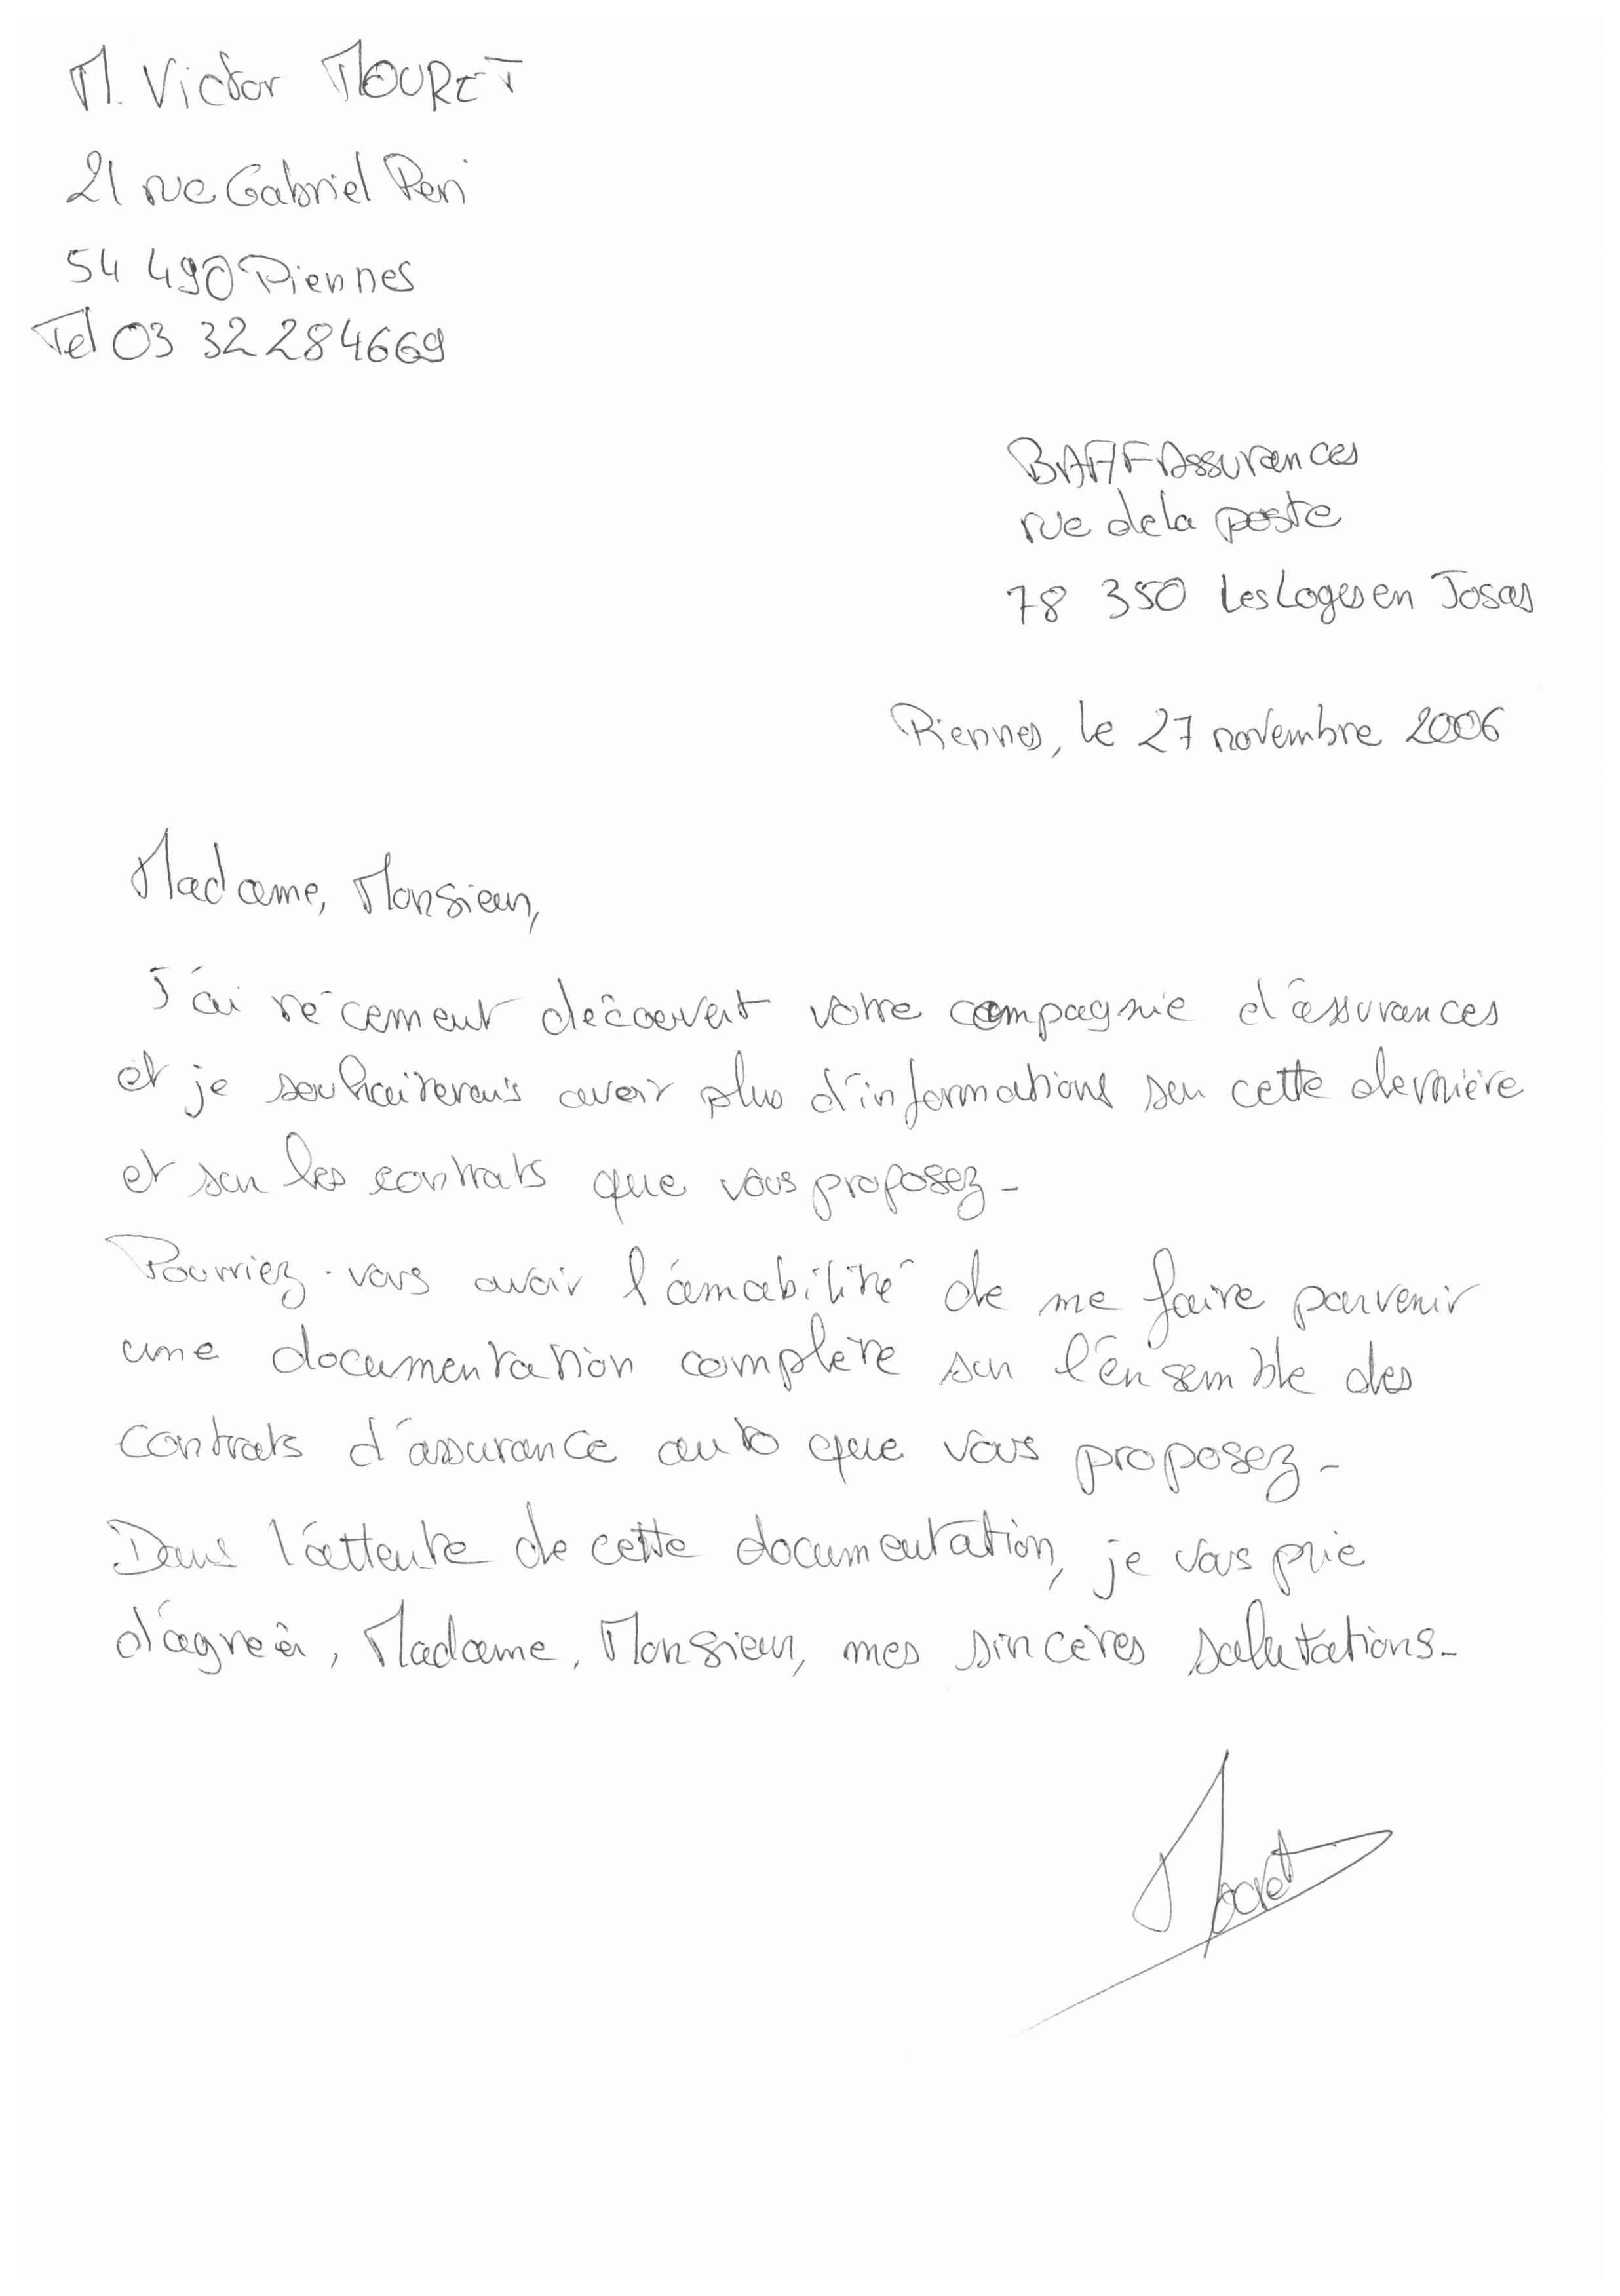 M. Victor MOURET
21 rue Gabriel Peri
54 490 Piennes
Tel 03 32 28 46 69
BAFF Assurances
rue de la poste
78 350 Les Loges en Josas
Piennes, le 27 novembre 2006
Madame, Monsieur,
J'ai récement découvert votre compagnie d'assurances
et je souhaiterais avoir plus d'informations sur cette dernière
et sur les contrats que vous proposez.
Pourriez-vous avoir l'amabilité de me faire parvenir
une documentation complète sur l'ensemble des
contrats d'assurance auto que vous proposez.
Dans l'attente de cette documentation, je vous prie
d'agréér, Madame, Monsieur, mes sincères salutations.
Mouret